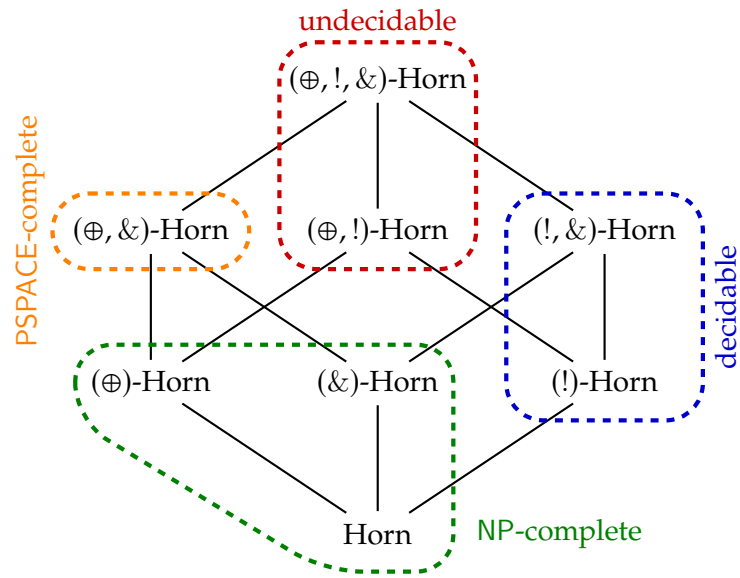 undecidable
(⊕, !, &)-Horn
PSPACE-complete
(⊕, &)-Horn
(⊕, !)-Horn
(!, &)-Horn
decidable
(⊕)-Horn
(&)-Horn
(!)-Horn
Horn
NP-complete